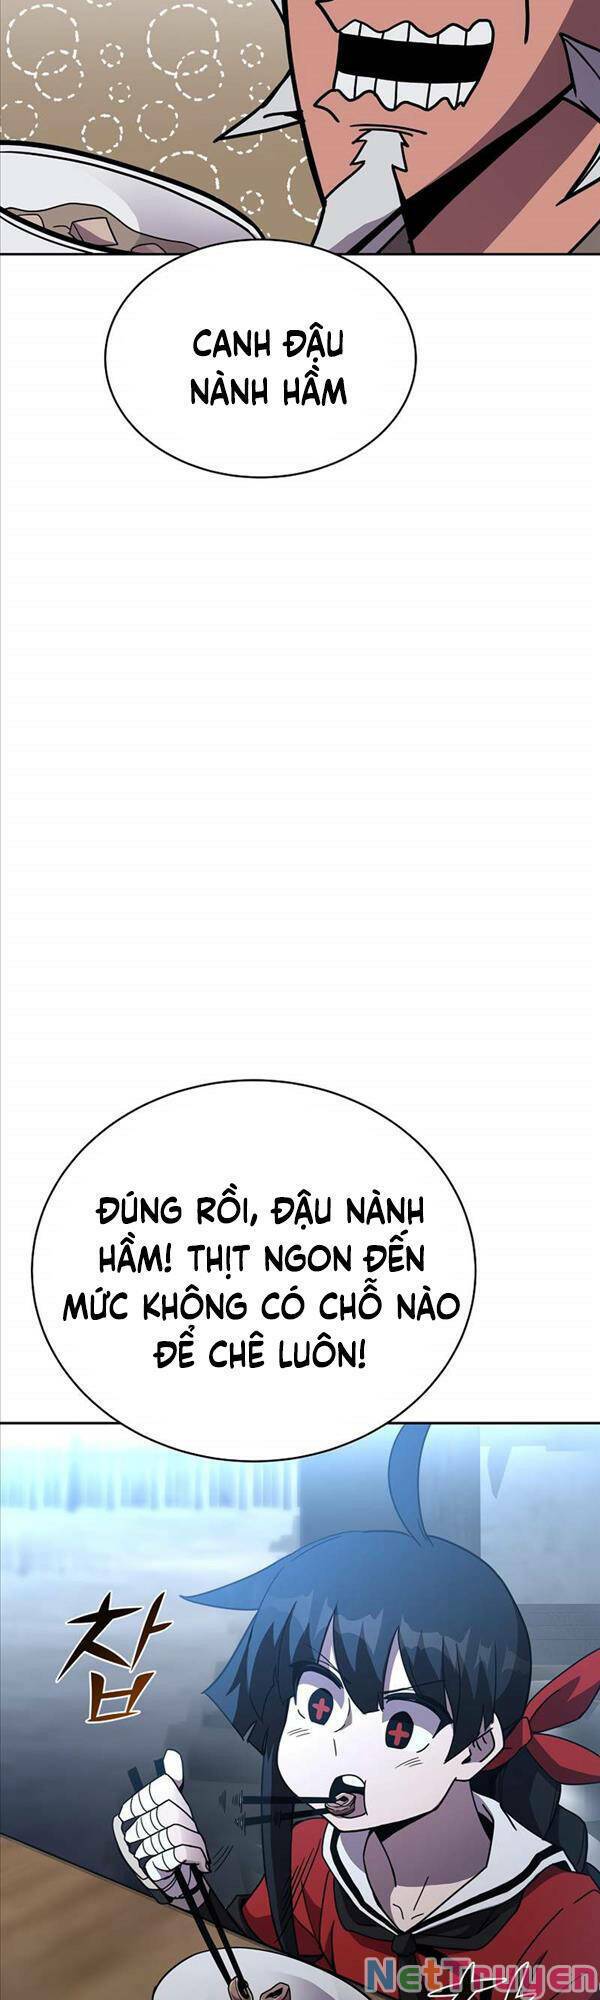 CANH ĐẬU
NÀNH HẦM
ĐÚNG RỒI, ĐẬU NÀNH
HẦM! THỊT NGON ĐẾN
MỨC KHÔNG CÓ CHỖ NÀO
ĐỂ CHÊ LUÔN!
찹
NetTruyen